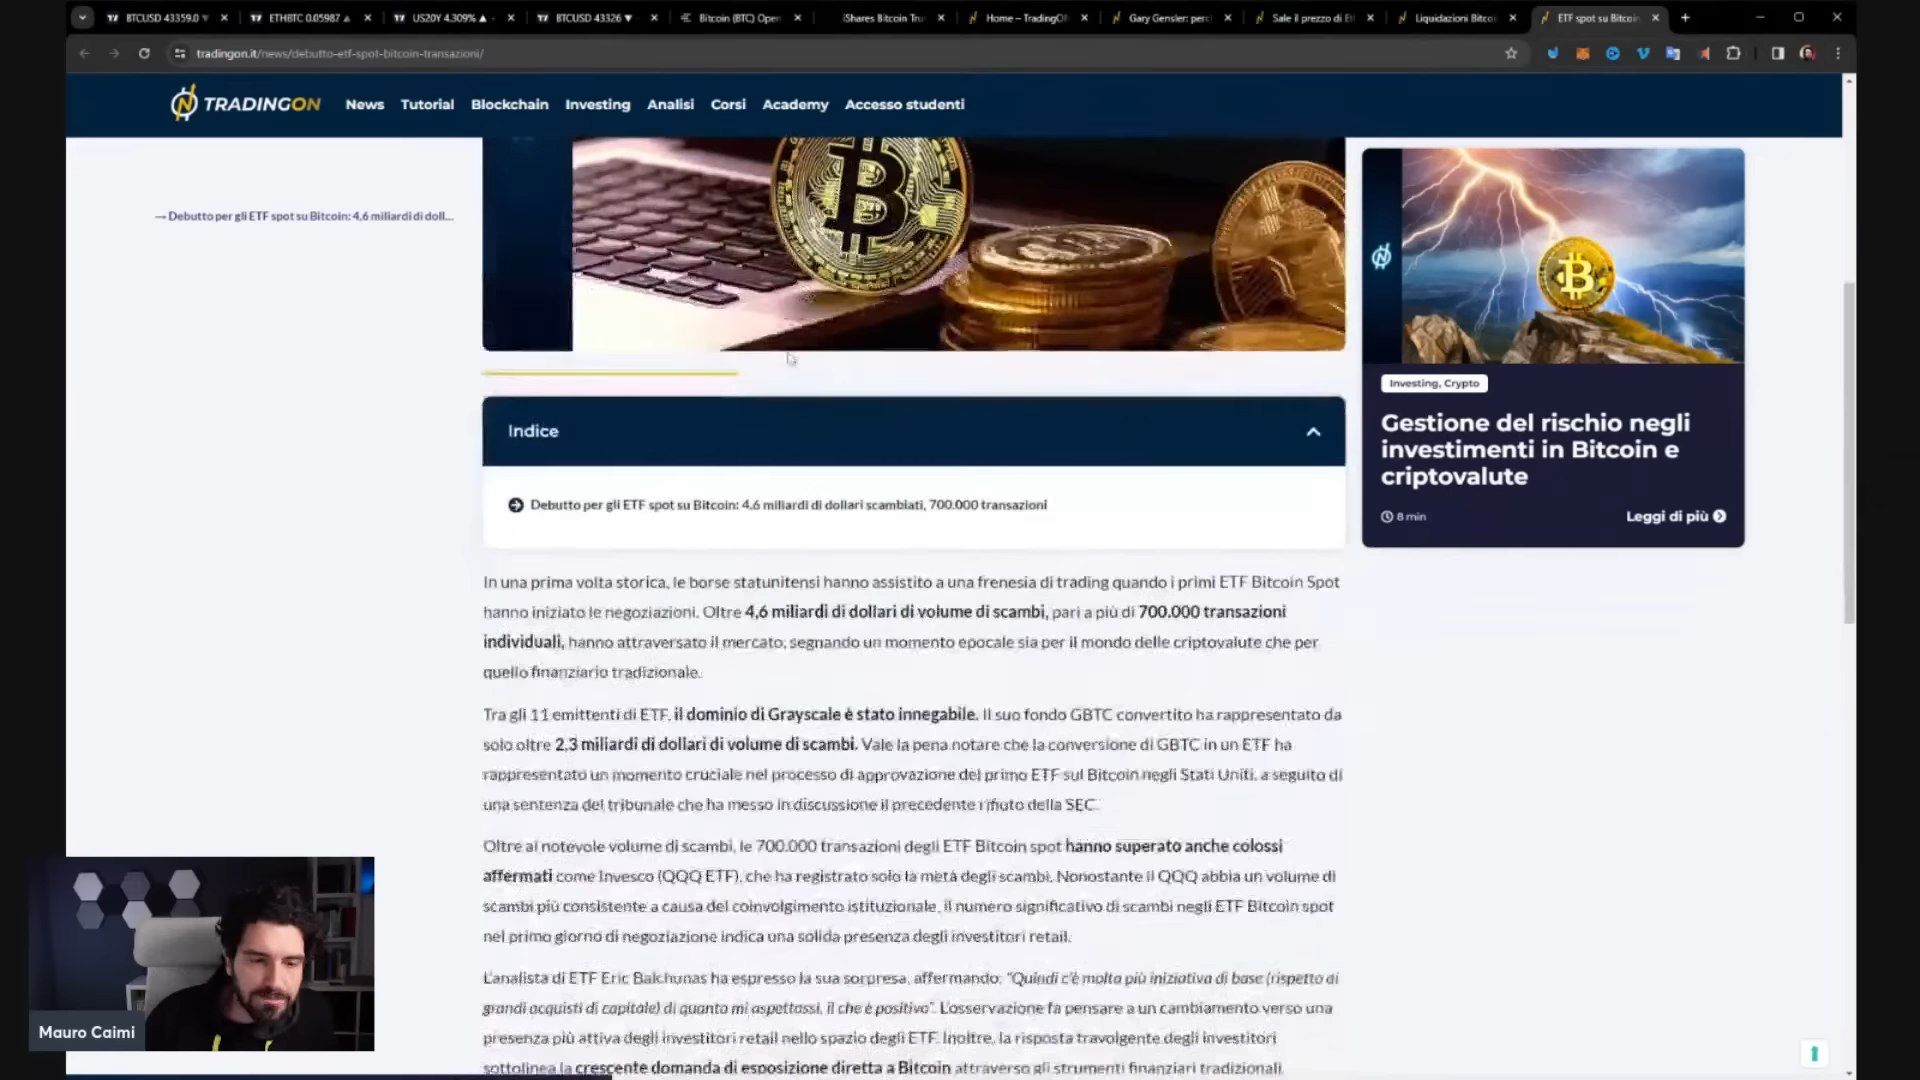 BTCUSD 43359.0
ETHBTC 0.05987
US20Y 4.309%
BTCUSD 43326
Bitcoin (BTC) Open
iShares Bitcoin Tru
Home – TradingO
Gary Gensler: perc
Sale il prezzo di Et
Liquidazioni Bitco
ETF spot su Bitcoin
tradingon.it/news/debutto-etf-spot-bitcoin-transazioni/
TRADINGON
News Tutorial Blockchain Investing Analisi Corsi Academy Accesso studenti
→ Debutto per gli ETF spot su Bitcoin: 4,6 miliardi di doll...
Indice
Debutto per gli ETF spot su Bitcoin: 4,6 miliardi di dollari scambiati, 700.000 transazioni
In una prima volta storica, le borse statunitensi hanno assistito a una frenesia di trading quando i primi ETF Bitcoin Spot
hanno iniziato le negoziazioni. Oltre 4,6 miliardi di dollari di volume di scambi, pari a più di 700.000 transazioni
individuali, hanno attraversato il mercato, segnando un momento epocale sia per il mondo delle criptovalute che per
quello finanziario tradizionale.
Tra gli 11 emittenti di ETF, il dominio di Grayscale è stato innegabile. Il suo fondo GBTC convertito ha rappresentato da
solo oltre 2,3 miliardi di dollari di volume di scambi. Vale la pena notare che la conversione di GBTC in un ETF ha
rappresentato un momento cruciale nel processo di approvazione del primo ETF sul Bitcoin negli Stati Uniti, a seguito di
una sentenza del tribunale che ha messo in discussione il precedente rifiuto della SEC.
Oltre al notevole volume di scambi, le 700.000 transazioni degli ETF Bitcoin spot hanno superato anche colossi
affermati come Invesco (QQQ ETF), che ha registrato solo la metà degli scambi. Nonostante il QQQ abbia un volume di
scambi più consistente a causa del coinvolgimento istituzionale, il numero significativo di scambi negli ETF Bitcoin spot
nel primo giorno di negoziazione indica una solida presenza degli investitori retail.
L'analista di ETF Eric Balchunas ha espresso la sua sorpresa, affermando: "Quindi c'è molta più iniziativa di base (rispetto ai
grandi acquisti di capitale) di quanto mi aspettassi, il che è positivo". L'osservazione fa pensare a un cambiamento verso una
presenza più attiva degli investitori retail nello spazio degli ETF. Inoltre, la risposta travolgente degli investitori
sottolinea la crescente domanda di esposizione diretta a Bitcoin attraverso gli strumenti finanziari tradizionali.
Investing, Crypto
Gestione del rischio negli
investimenti in Bitcoin e
criptovalute
8 min
Leggi di più
Mauro Caimi